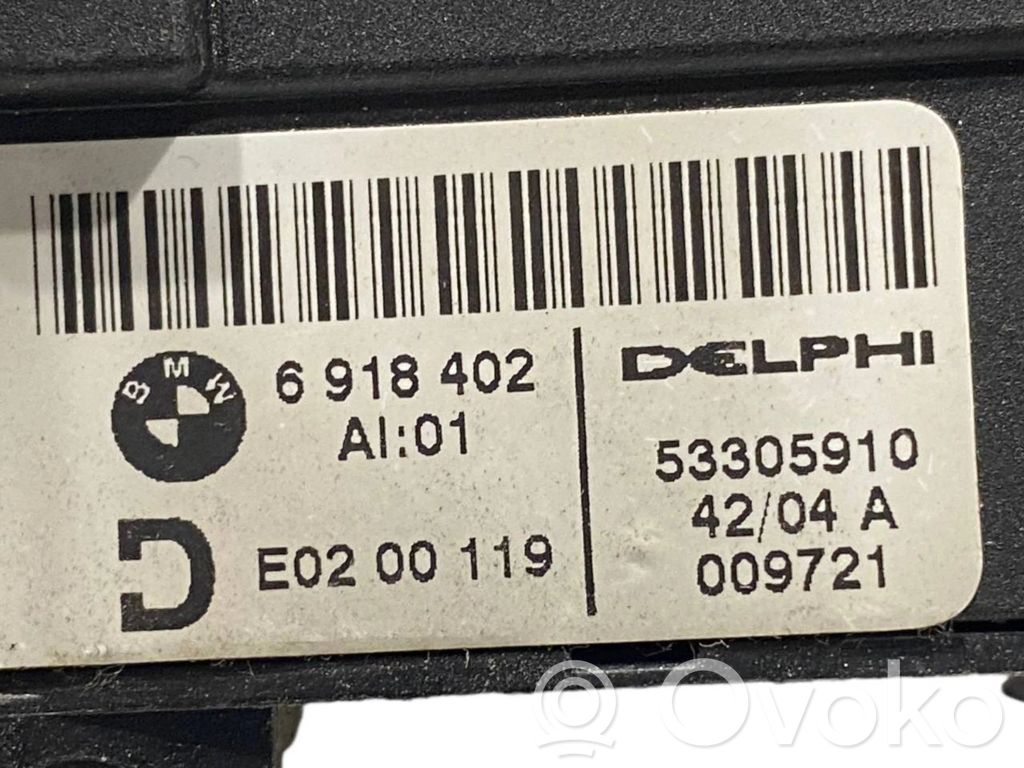 BMW
6 918 402
AI:01
D
E02 00 119
DELPHI
53305910
42/04 A
009721
Ovoko